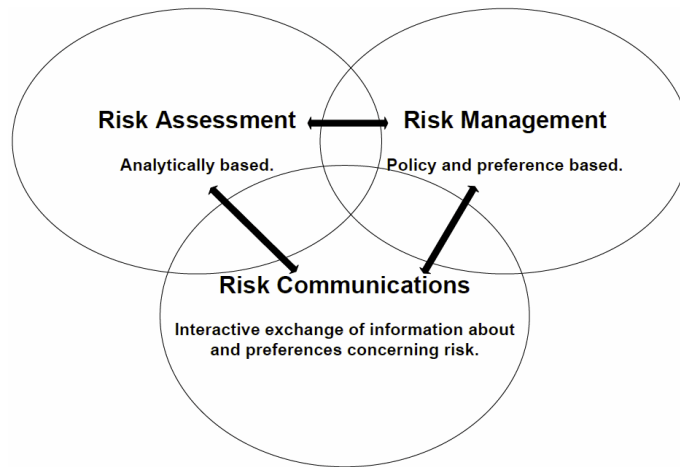 Risk Assessment
Risk Management
Analytically based.
Policy and preference based.
Risk Communications
Interactive exchange of information about
and preferences concerning risk.